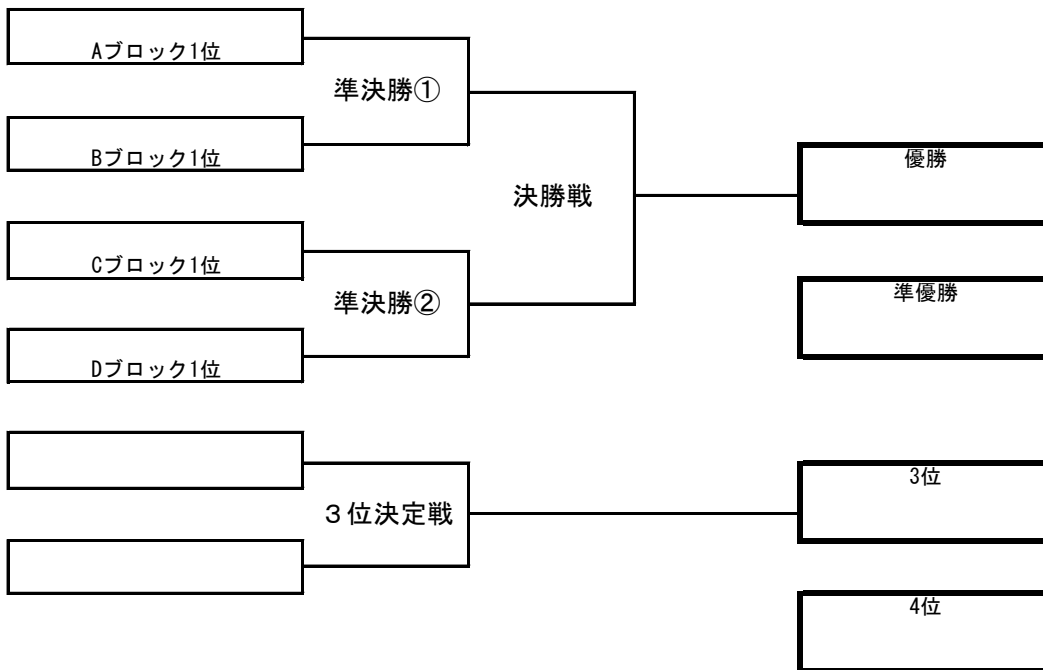 Aブロック1位
準決勝①
Bブロック1位
決勝戦
Cブロック1位
準決勝②
Dブロック1位
優勝
準優勝
３位決定戦
3位
4位